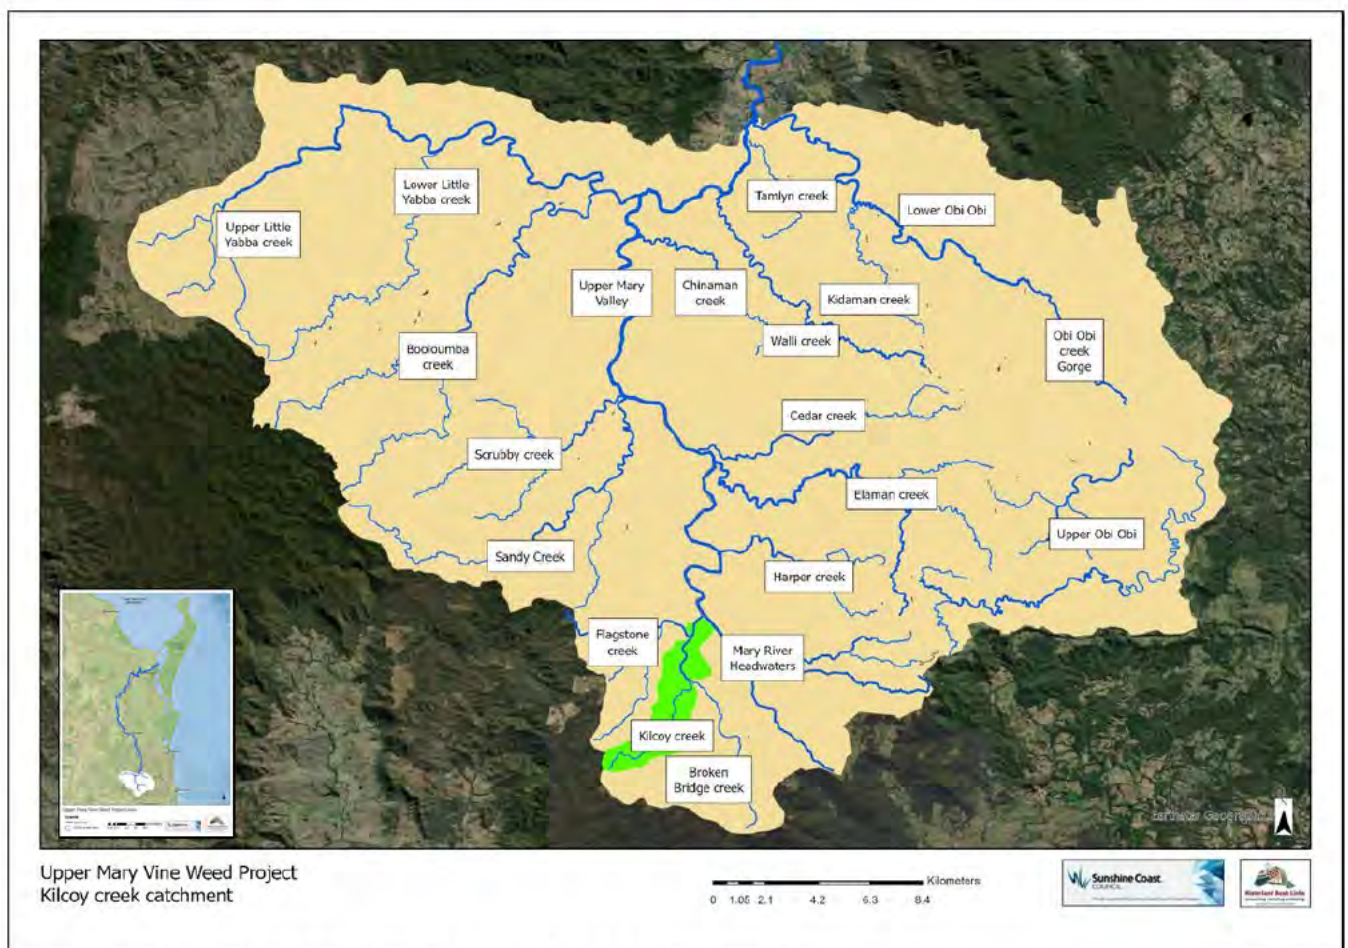 Lower Little
Yabba creek
Upper Little
Yabba creek
Tamlyn creek
Lower Obi Obi
Upper Mary
Valley
Chinaman
creek
Kidaman creek
Walli creek
Obi Obi
creek
Gorge
Booloumba
creek
Cedar creek
Scrubby creek
Elaman creek
Upper Obi Obi
Sandy Creek
Harper creek
Flagstone
creek
Mary River
Headwaters
Kilcoy creek
Broken
Bridge creek
Upper Mary Vine Weed Project
Kilcoy creek catchment
Kilometers
0 1.05 2.1 4.2 6.3 8.4
Sunshine Coast
COUNCIL